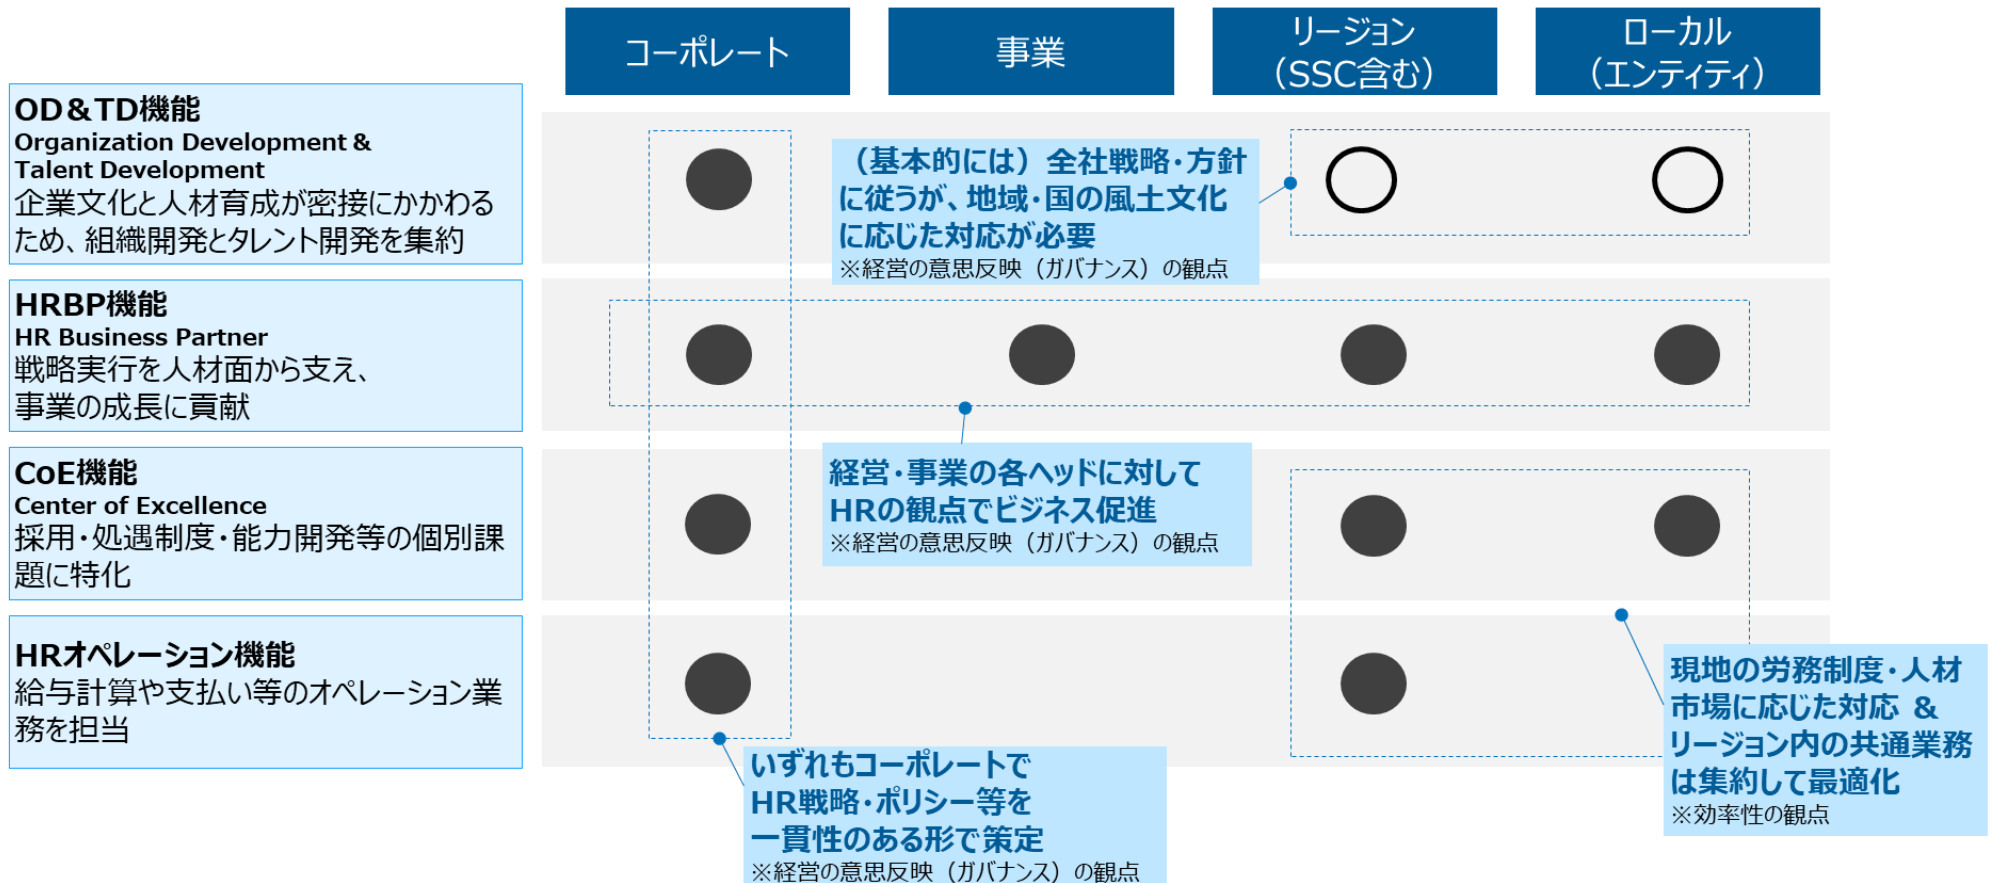 コーポレート
事業
リージョン
（SSC含む）
ローカル
（エンティティ）
OD＆TD機能
Organization Development &
Talent Development
企業文化と人材育成が密接にかかわる
ため、組織開発とタレント開発を集約
（基本的には）全社戦略・方針
に従うが、地域・国の風土文化
に応じた対応が必要
※経営の意思反映（ガバナンス）の観点
HRBP機能
HR Business Partner
戦略実行を人材面から支え、
事業の成長に貢献
経営・事業の各ヘッドに対して
HRの観点でビジネス促進
※経営の意思反映（ガバナンス）の観点
CoE機能
Center of Excellence
採用・処遇制度・能力開発等の個別課
題に特化
HRオペレーション機能
給与計算や支払い等のオペレーション業
務を担当
いずれもコーポレートで
HR戦略・ポリシー等を
一貫性のある形で策定
※経営の意思反映（ガバナンス）の観点
現地の労務制度・人材
市場に応じた対応 ＆
リージョン内の共通業務
は集約して最適化
※効率性の観点